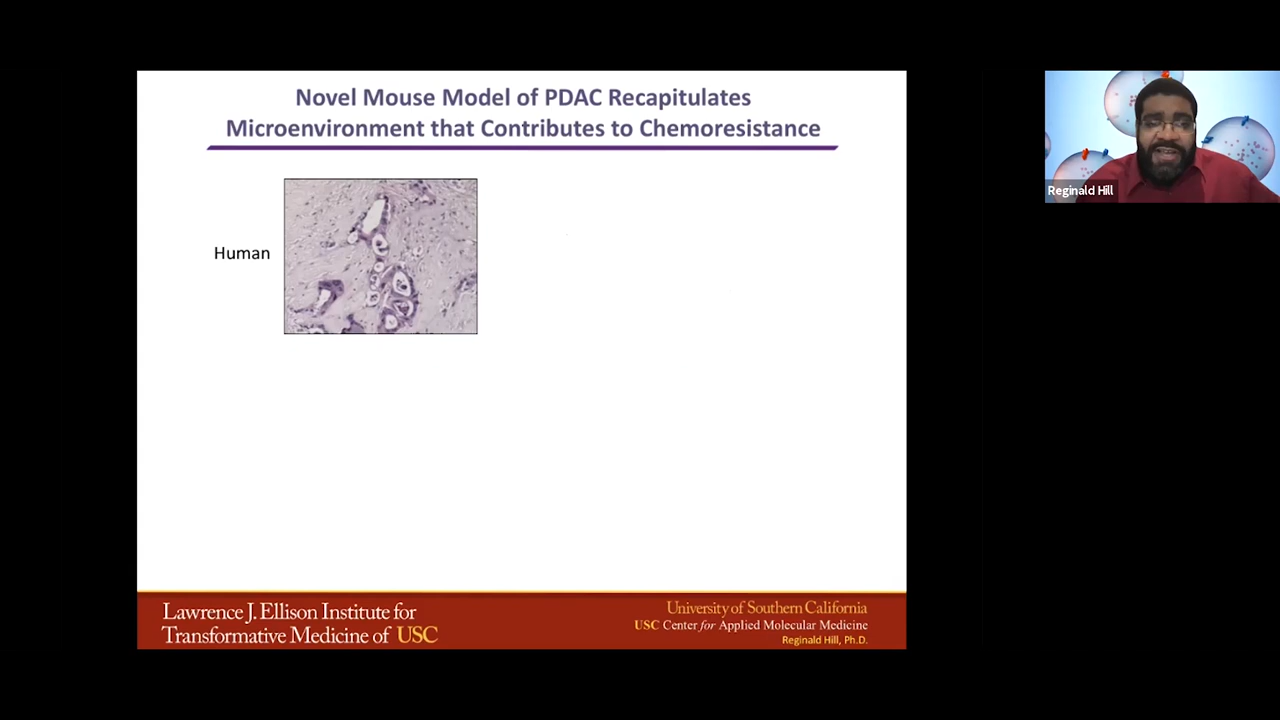 Novel Mouse Model of PDAC Recapitulates
Microenvironment that Contributes to Chemoresistance
Reginald Hill
Human
Lawrence J. Ellison Institute for
Transformative Medicine of USC
University of Southern California
USC Center for Applied Molecular Medicine
Reginald Hill, Ph.D.